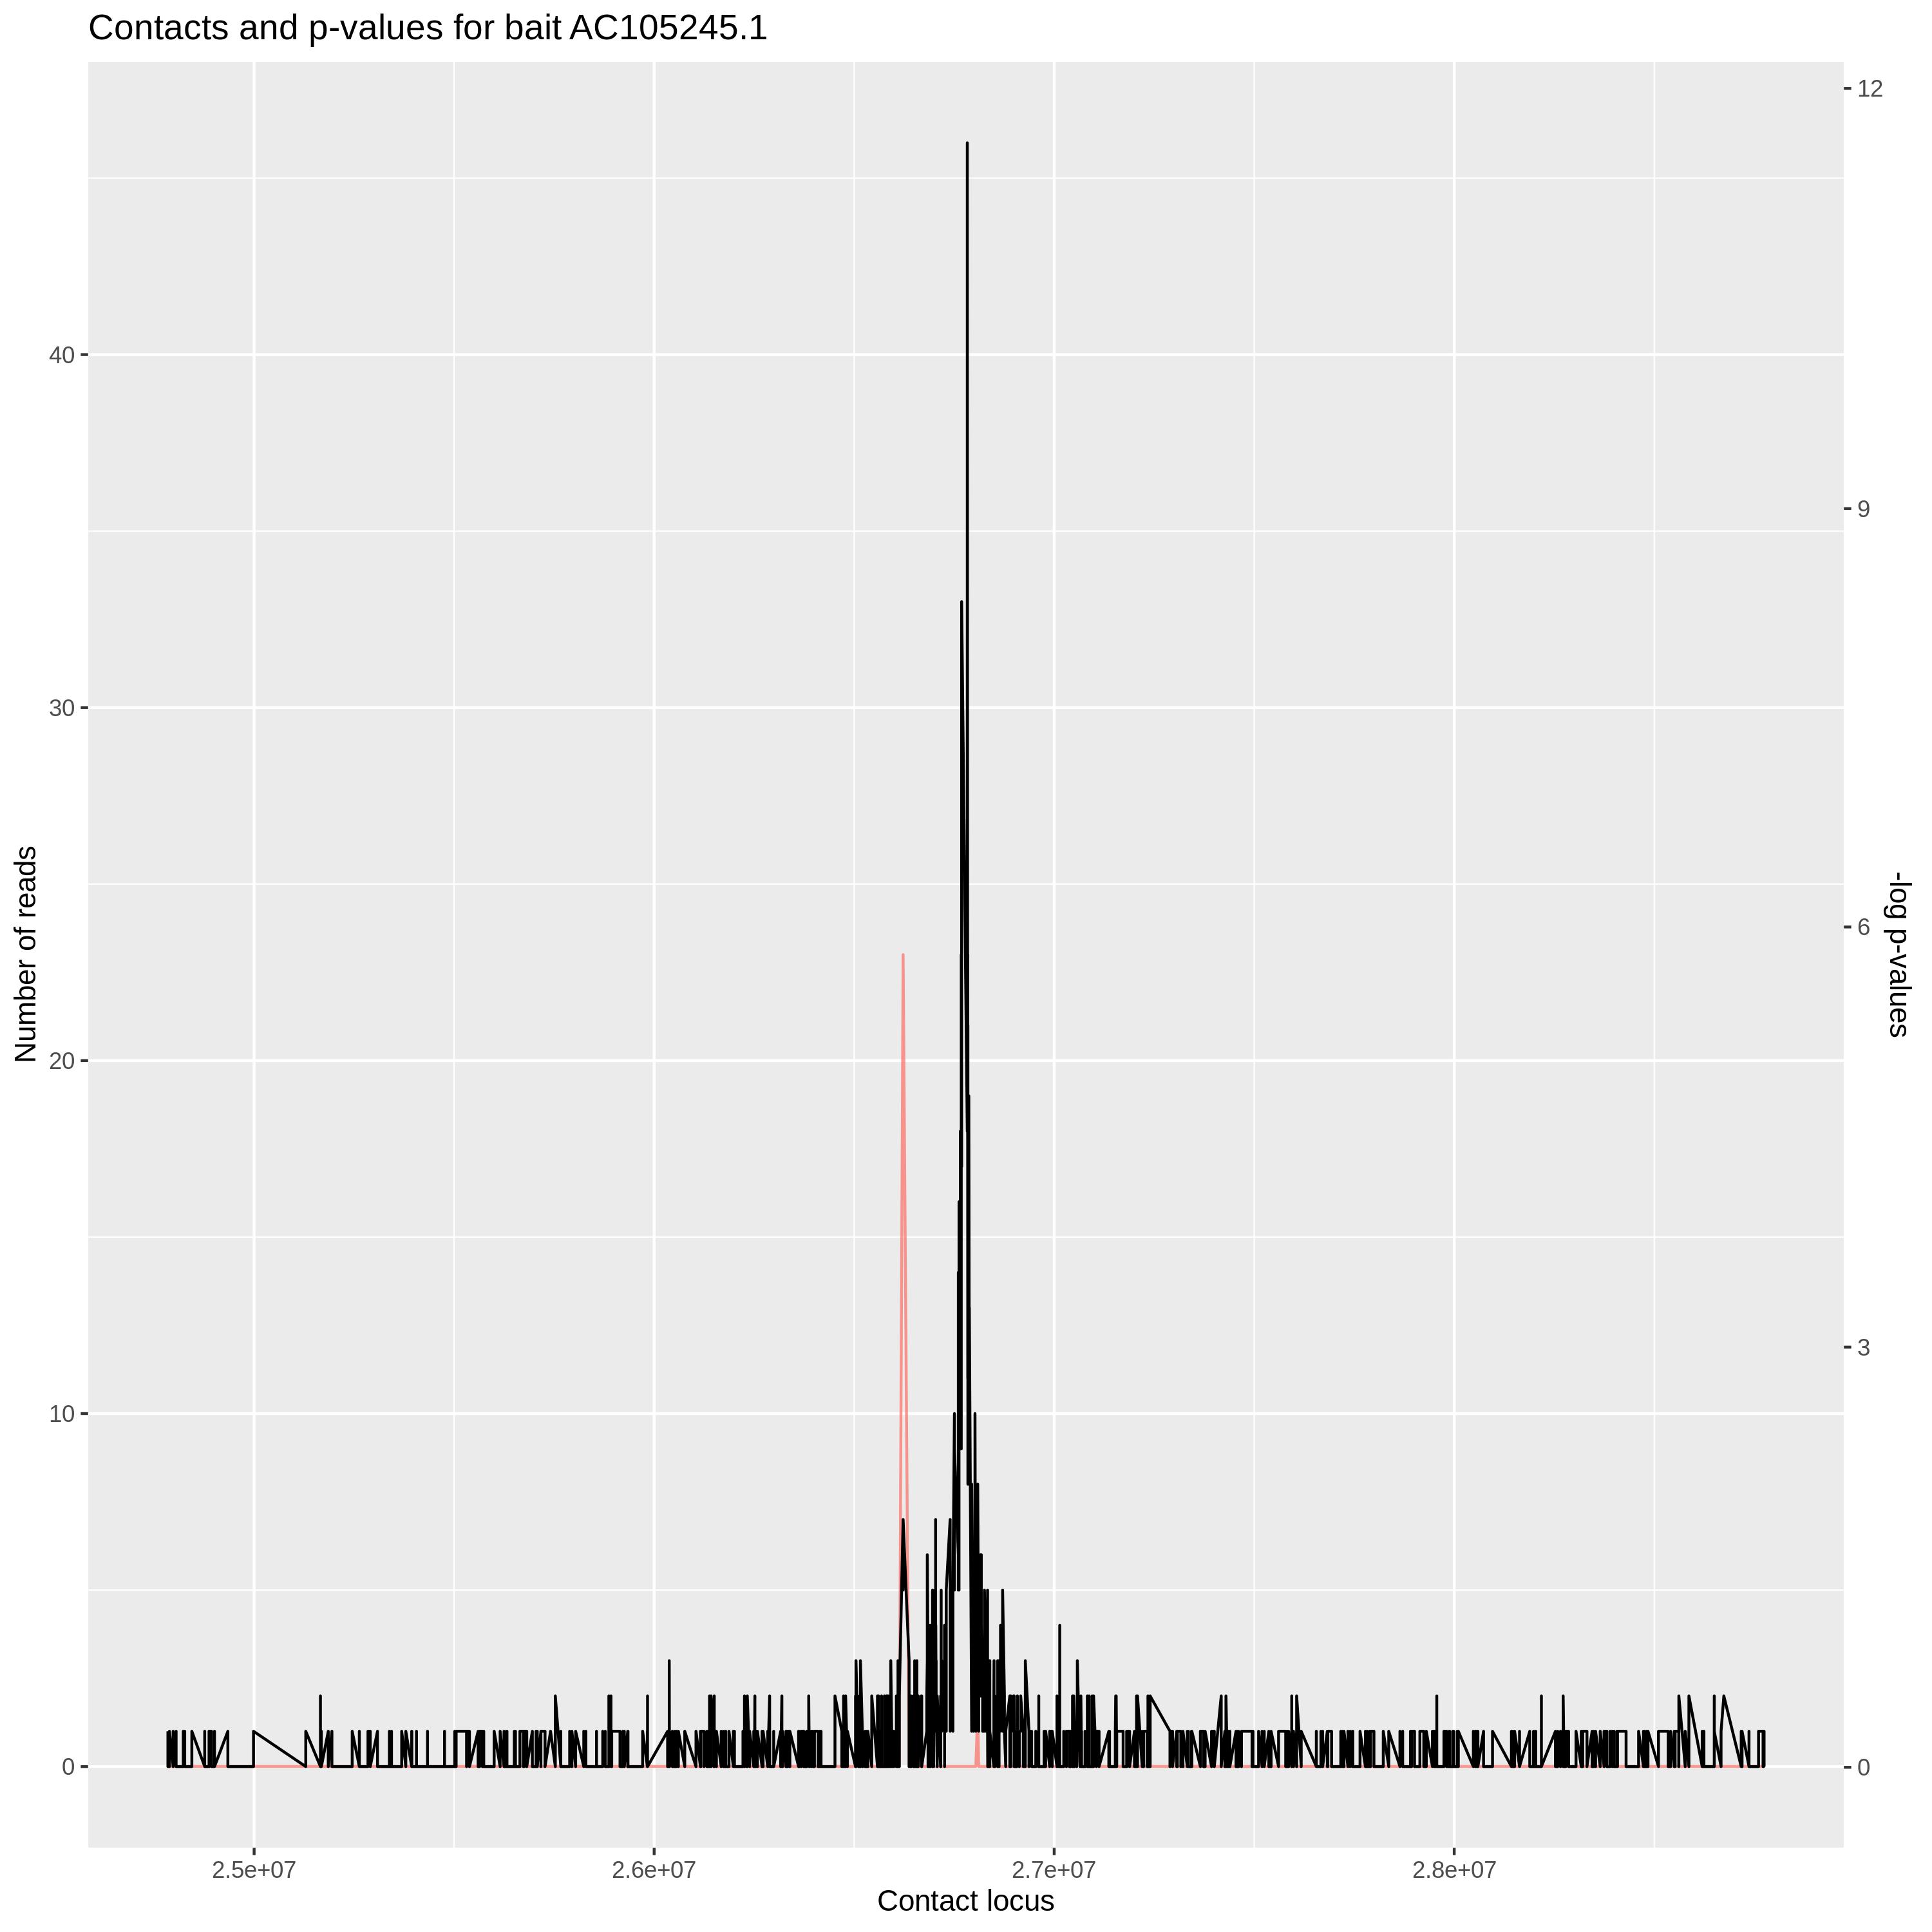 Contacts and p-values for bait AC105245.1
12
40
9
30
Number of reads
-log p-values
6
20
3
10
0
0
2.5e+07
2.6e+07
2.7e+07
2.8e+07
Contact locus